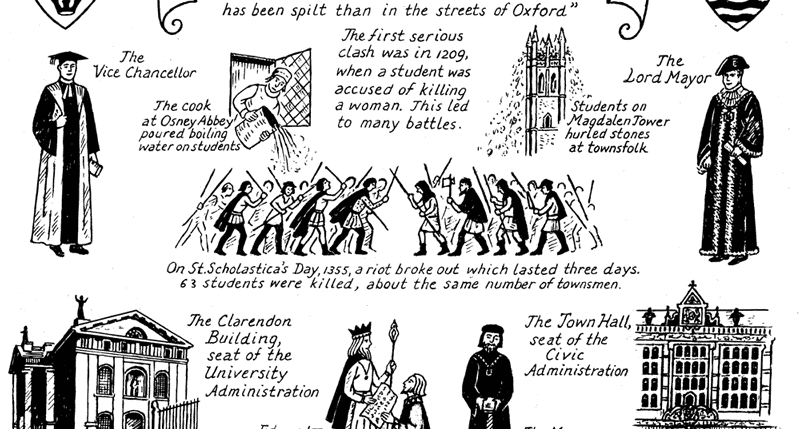 has been spilt than in the streets of Oxford"
The
Vice Chancellor
The cook
at Osney Abbey
poured boiling
water on students
The first serious
clash was in 1209,
when a student was
accused of killing
a woman. This led
to many battles.
Students on
Magdalen Tower
hurled stones
at townsfolk
The
Lord Mayor
On St. Scholastica's Day, 1355, a riot broke out which lasted three days.
63 students were killed, about the same number of townsmen.
The Clarendon
Building,
seat of the
University
Administration
The Town Hall,
seat of the
Civic
Administration